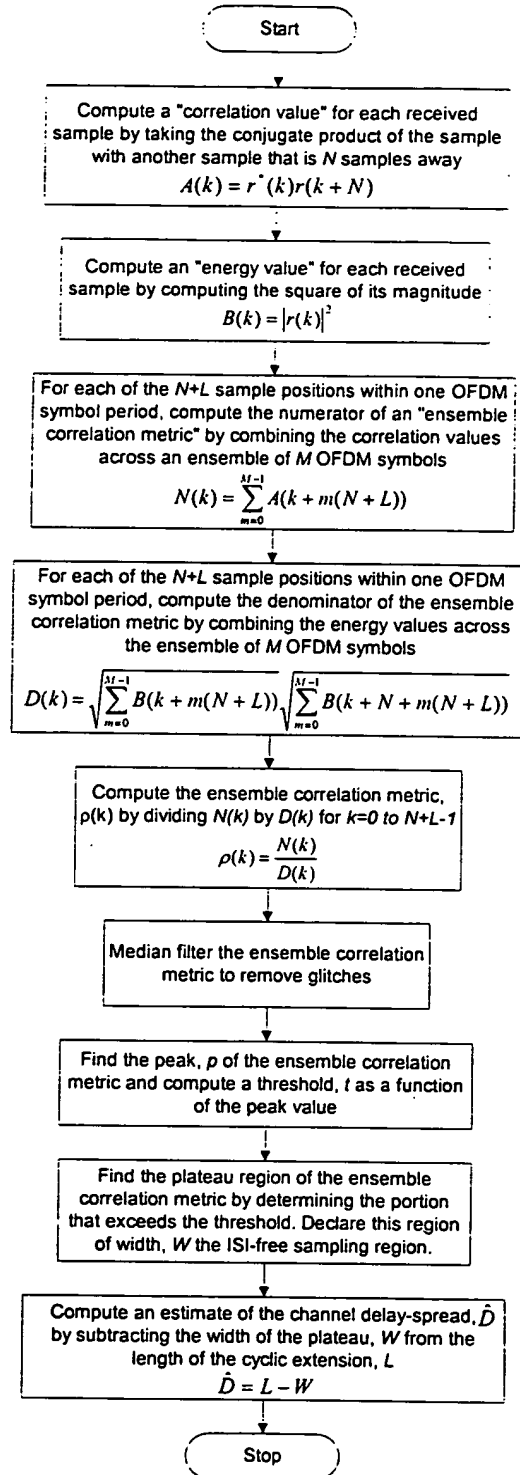 Start
Compute a "correlation value" for each received
sample by taking the conjugate product of the sample
with another sample that is N samples away
A(k) = r*(k)r(k + N)
Compute an "energy value" for each received
sample by computing the square of its magnitude
B(k) = |r(k)|²
For each of the N+L sample positions within one OFDM
symbol period, compute the numerator of an "ensemble
correlation metric" by combining the correlation values
across an ensemble of M OFDM symbols
N(k) = ∑_{m=0}^{M-1} A(k + m(N + L))
For each of the N+L sample positions within one OFDM
symbol period, compute the denominator of the ensemble
correlation metric by combining the energy values across
the ensemble of M OFDM symbols
D(k) = √(∑_{m=0}^{M-1} B(k + m(N + L))) √(∑_{m=0}^{M-1} B(k + N + m(N + L)))
Compute the ensemble correlation metric,
ρ(k) by dividing N(k) by D(k) for k=0 to N+L-1
ρ(k) = N(k) / D(k)
Median filter the ensemble correlation
metric to remove glitches
Find the peak, p of the ensemble correlation
metric and compute a threshold, t as a function
of the peak value
Find the plateau region of the ensemble
correlation metric by determining the portion
that exceeds the threshold. Declare this region
of width, W the ISI-free sampling region.
Compute an estimate of the channel delay-spread, D̂
by subtracting the width of the plateau, W from the
length of the cyclic extension, L
D̂ = L − W
Stop